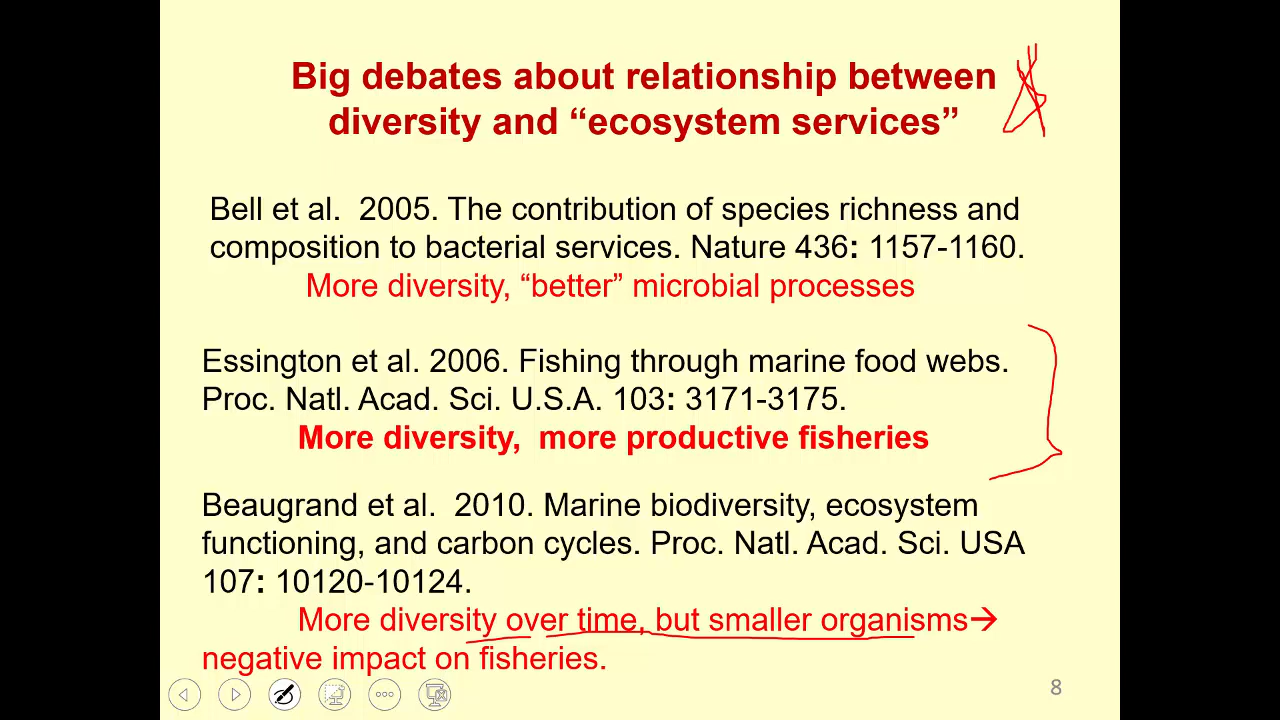 Big debates about relationship between
diversity and “ecosystem services”
Bell et al.  2005. The contribution of species richness and
composition to bacterial services. Nature 436: 1157-1160.
More diversity, “better” microbial processes
Essington et al. 2006. Fishing through marine food webs.
Proc. Natl. Acad. Sci. U.S.A. 103: 3171-3175.
More diversity,  more productive fisheries
Beaugrand et al.  2010. Marine biodiversity, ecosystem
functioning, and carbon cycles. Proc. Natl. Acad. Sci. USA
107: 10120-10124.
More diversity over time, but smaller organisms→
negative impact on fisheries.
8